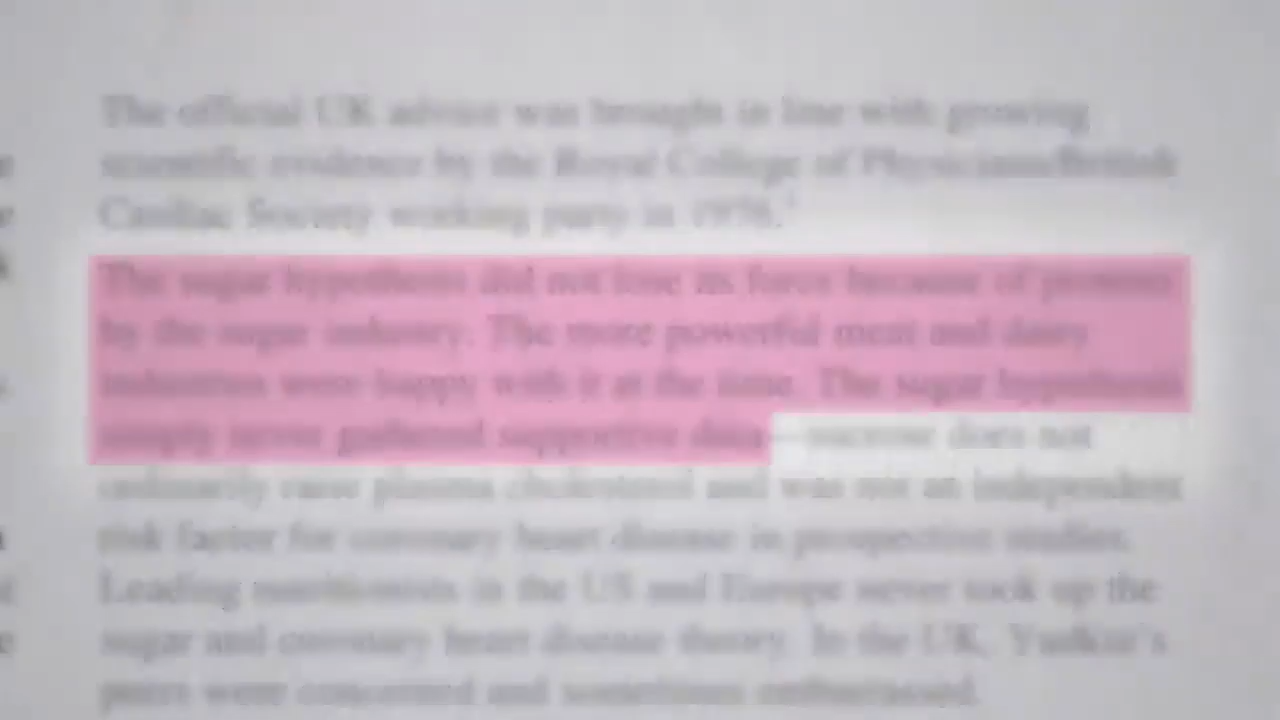 The official UK advice was brought in line with growing
scientific evidence by the Royal College of Physicians/British
Cardiac Society working party in 1976.
The sugar hypothesis did not lose its force because of
by the sugar industry. The more powerful meat and dairy
industries were happy with it at the time. The sugar hypothesis
simply never gathered supportive data—sucrose does not
ordinarily raise plasma cholesterol and was not an independent
risk factor for coronary heart disease in prospective studies.
Leading nutritionists in the US and Europe never took up the
sugar and coronary heart disease theory. In the UK, Yudkin's
peers were concerned and sometimes embarrassed.